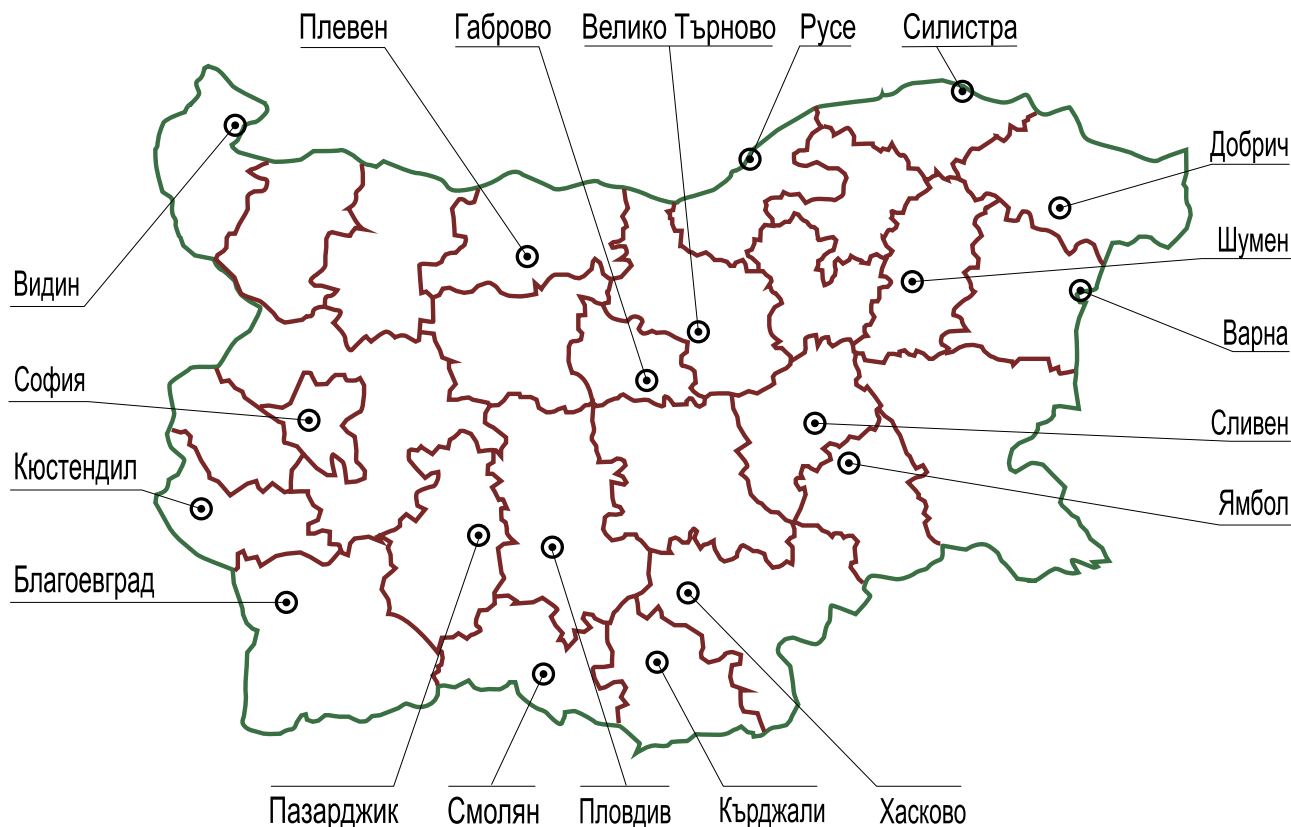 Плевен
Габрово
Велико Търново
Русе
Силистра
Добрич
Шумен
Видин
Варна
София
Сливен
Кюстендил
Ямбол
Благоевград
Пазарджик
Смолян
Пловдив
Кърджали
Хасково